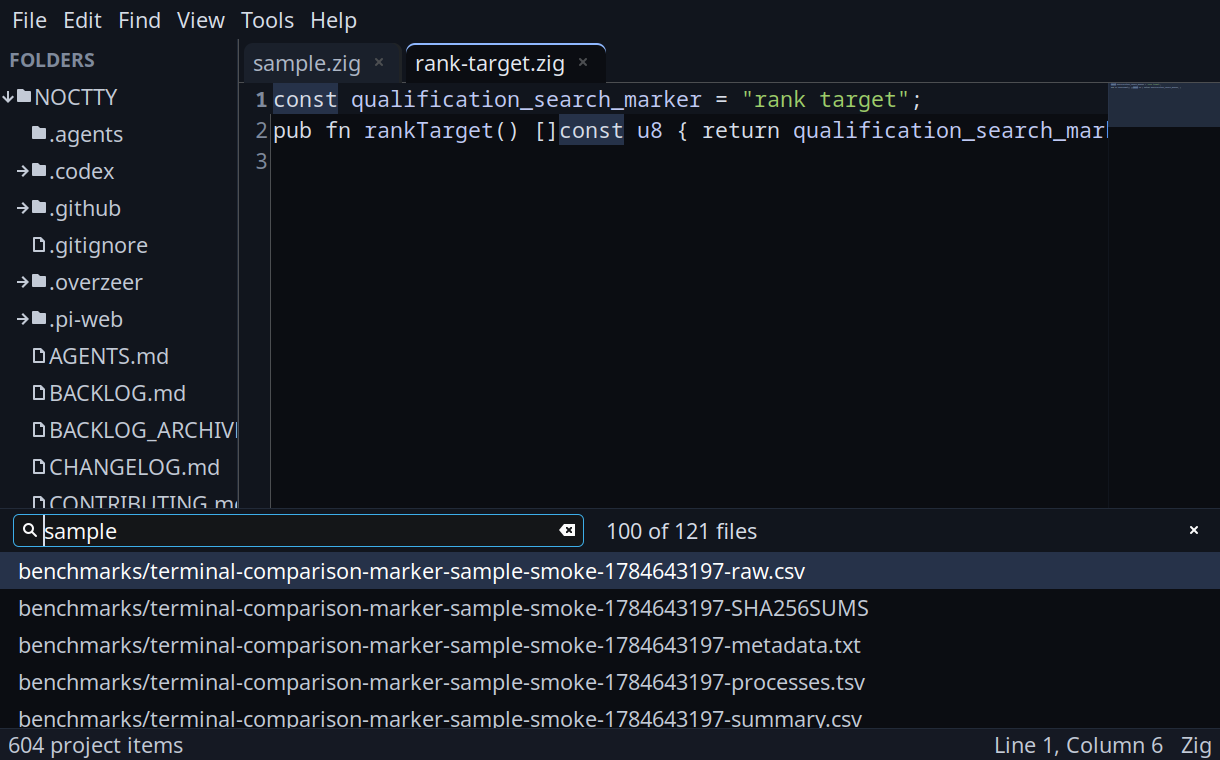 File Edit Find View Tools Help
FOLDERS
NOCTTY
.agents
.codex
.github
.gitignore
.overzeer
.pi-web
AGENTS.md
BACKLOG.md
BACKLOG_ARCHIV
CHANGELOG.md
CONTRIBUTING.m
sample.zig × rank-target.zig ×
1 const qualification_search_marker = "rank target";
2 pub fn rankTarget() []const u8 { return qualification_search_mar
3
sample
100 of 121 files ×
benchmarks/terminal-comparison-marker-sample-smoke-1784643197-raw.csv
benchmarks/terminal-comparison-marker-sample-smoke-1784643197-SHA256SUMS
benchmarks/terminal-comparison-marker-sample-smoke-1784643197-metadata.txt
benchmarks/terminal-comparison-marker-sample-smoke-1784643197-processes.tsv
benchmarks/terminal-comparison-marker-sample-smoke-1784643197-summary.csv
604 project items
Line 1, Column 6 Zig